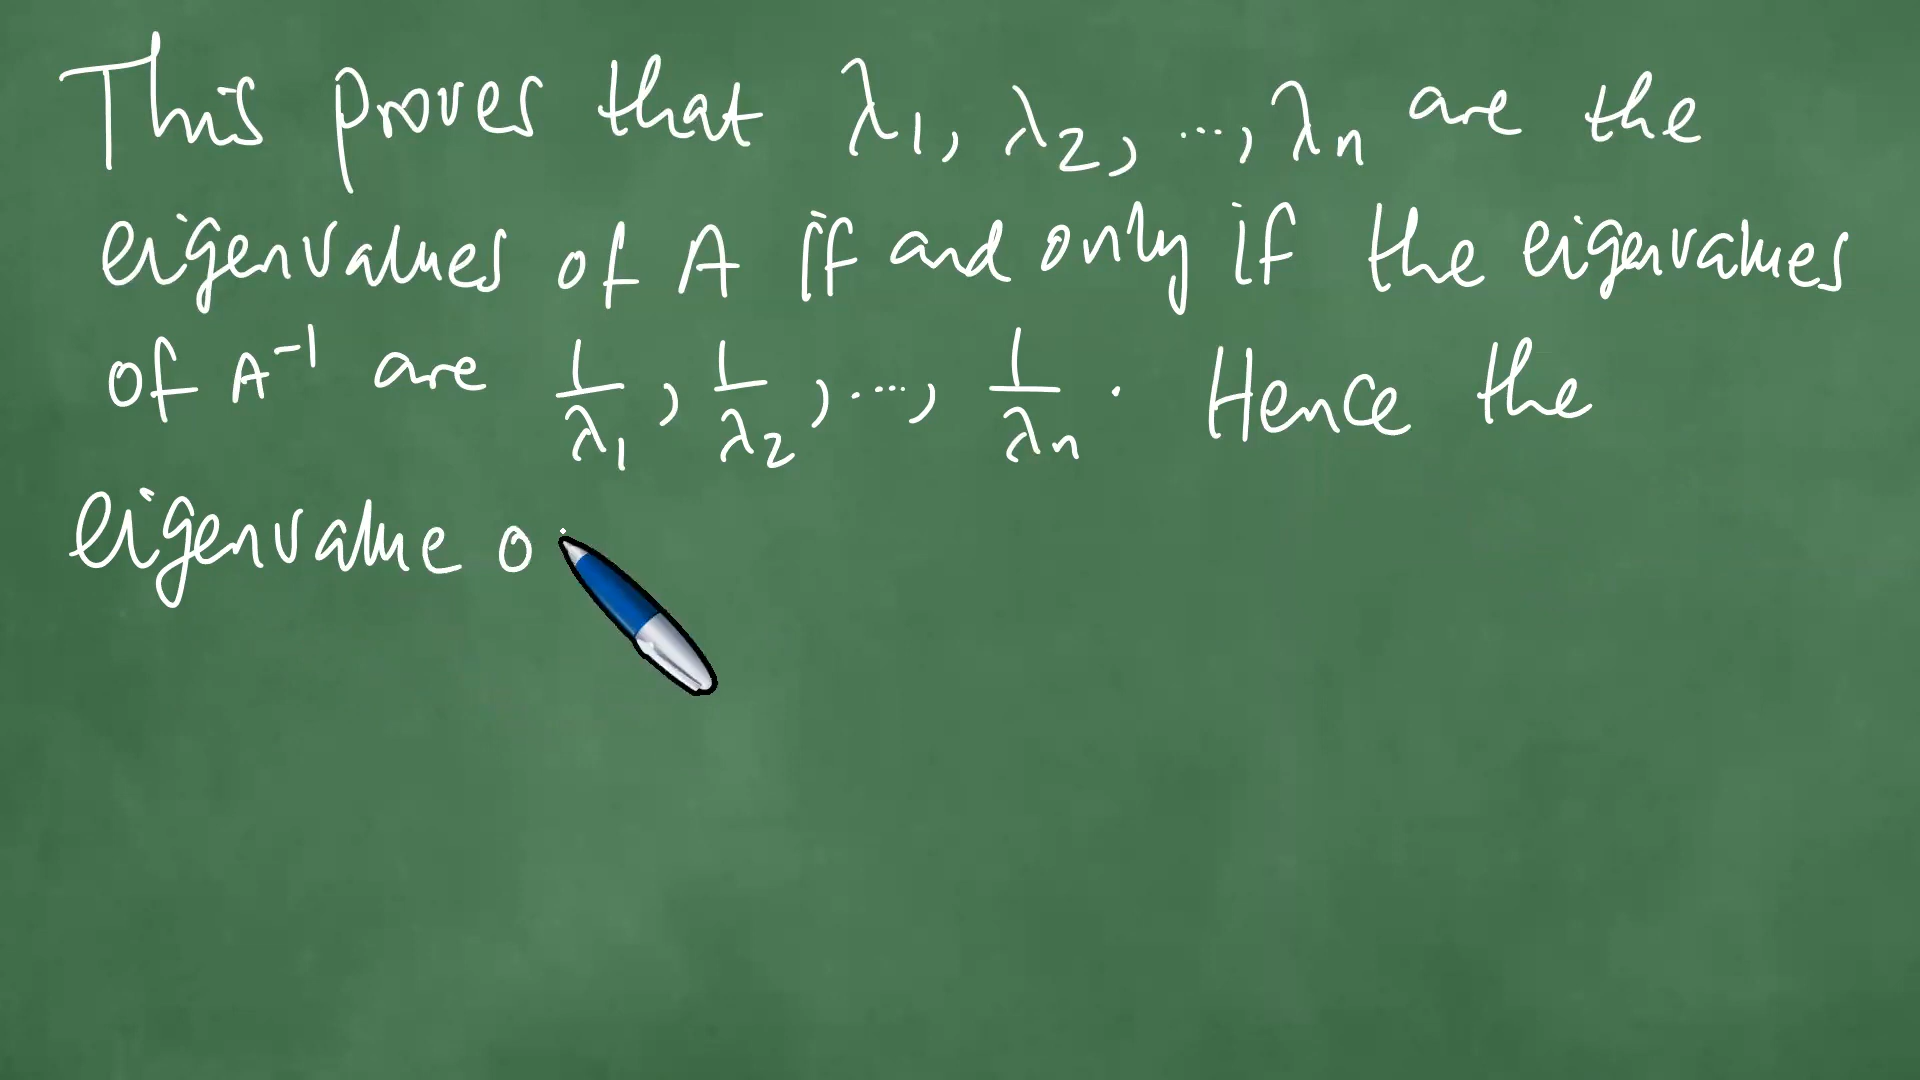 This proves that λ₁, λ₂, ..., λn are the
eigenvalues of A if and only if the eigenvalues
of A⁻¹ are 1/λ₁, 1/λ₂, ..., 1/λn. Hence the
eigenvalue o